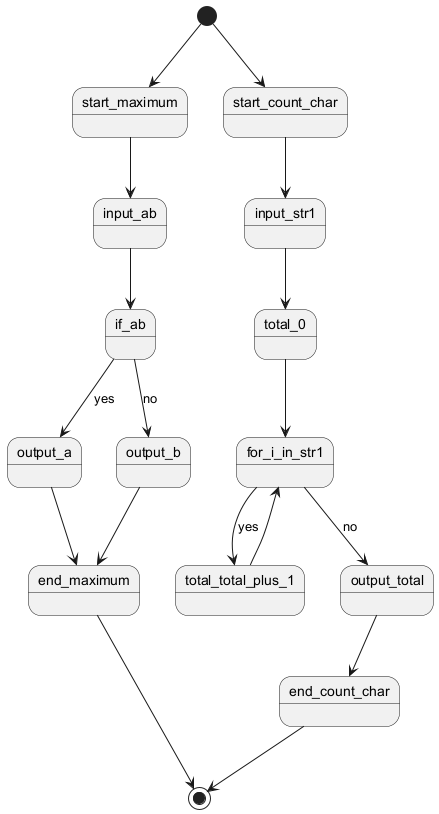 start_maximum
start_count_char
input_ab
input_str1
if_ab
total_0
yes
no
output_a
output_b
for_i_in_str1
yes
no
end_maximum
total_total_plus_1
output_total
end_count_char